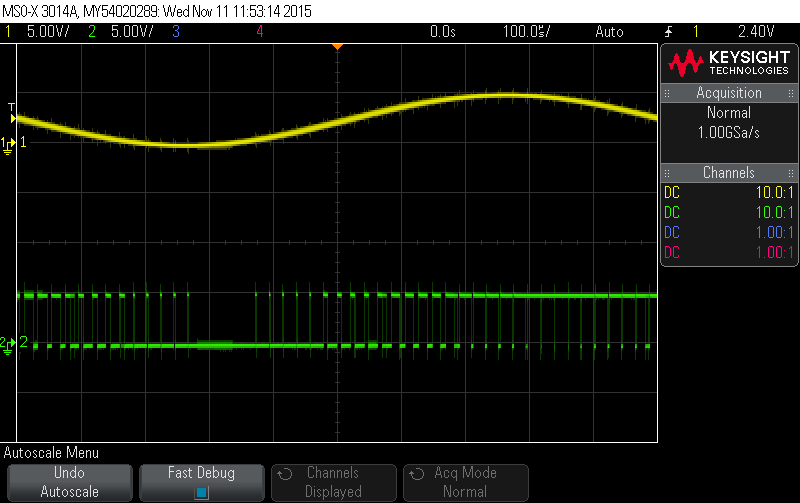 MSO-X 3014A, MY54020289: Wed Nov 11 11:53:14 2015
1 5.00V/ 2 5.00V/ 3 4 0.0s 100.0㎲/ Auto 1 2.40V
KEYSIGHT
TECHNOLOGIES
Acquisition
Normal
1.00GSa/s
Channels
DC 10.0:1
DC 10.0:1
DC 1.00:1
DC 1.00:1
T
1 1
2 2
Autoscale Menu
Undo
Autoscale
Fast Debug
Channels
Displayed
Acq Mode
Normal